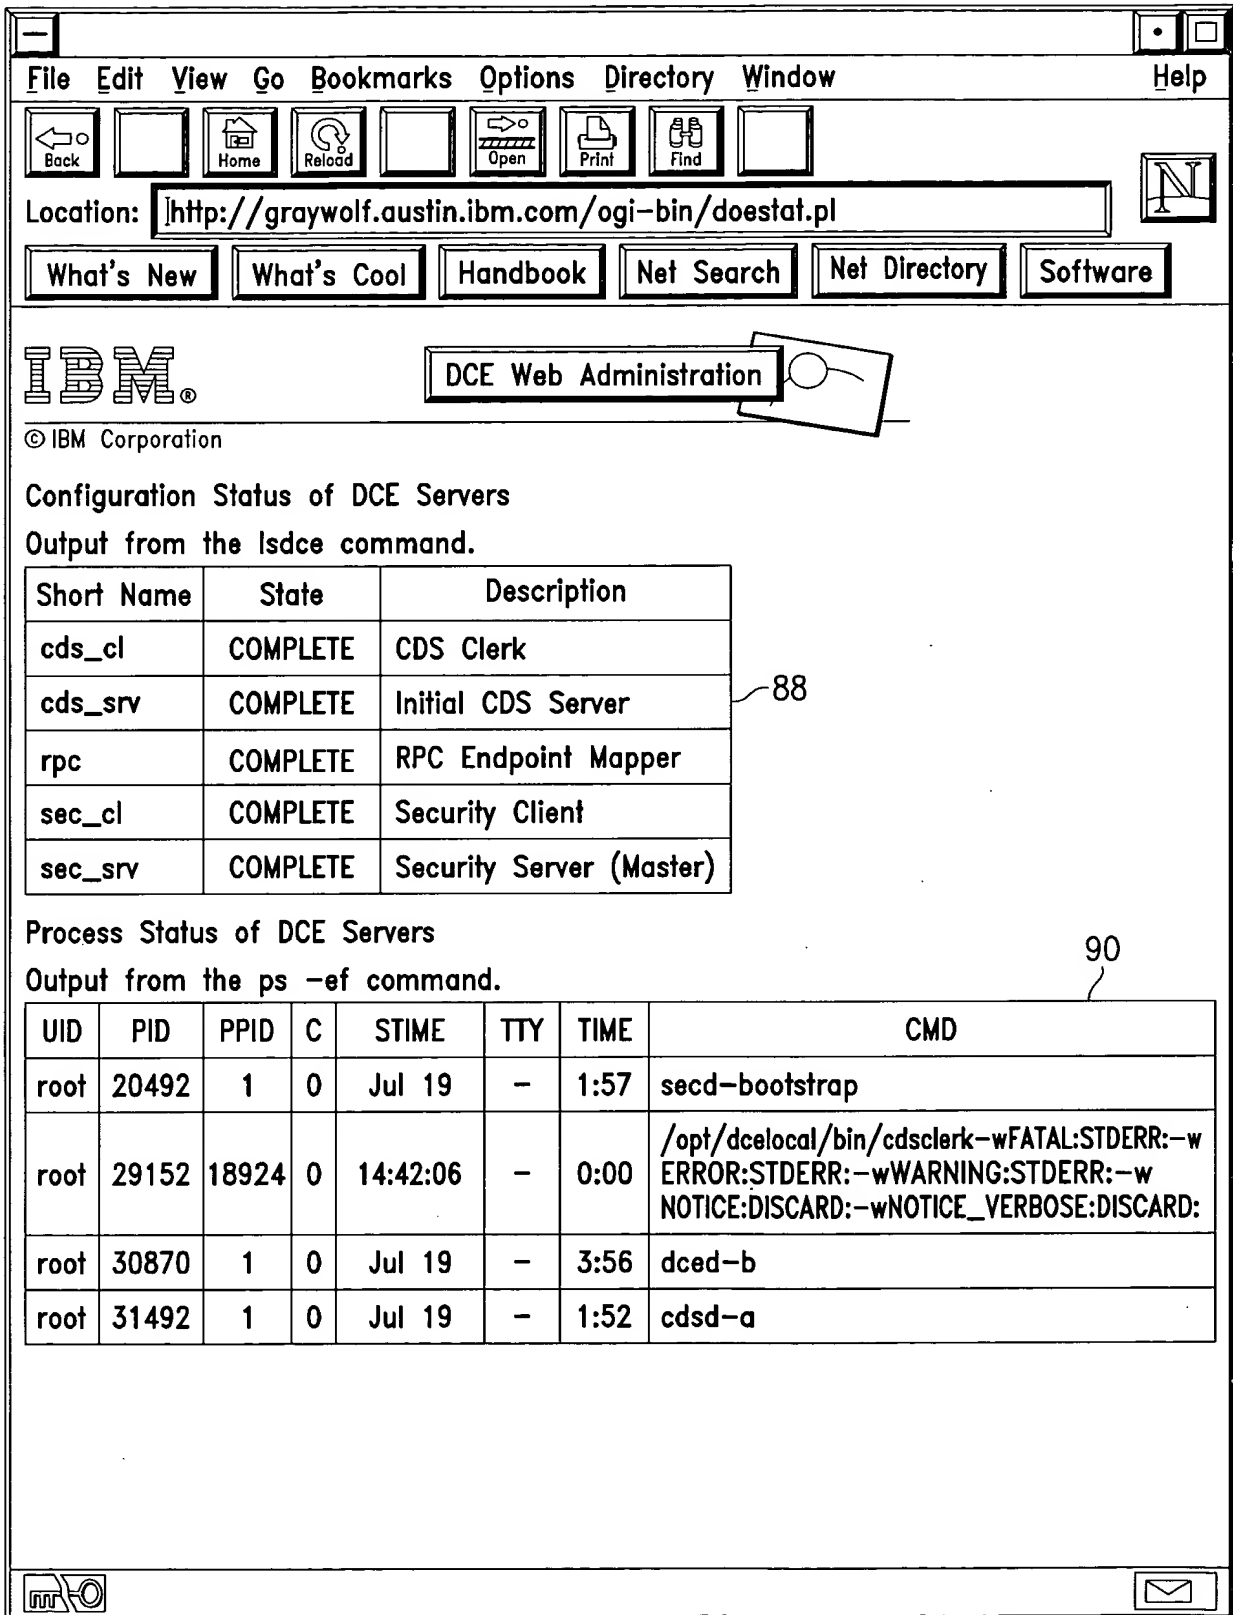 File Edit View Go Bookmarks Options Directory Window Help
Back Home Reload Open Print Find
N
Location: http://graywolf.austin.ibm.com/ogi-bin/doestat.pl
What's New What's Cool Handbook Net Search Net Directory Software
IBM® DCE Web Administration
© IBM Corporation
Configuration Status of DCE Servers
Output from the lsdce command.
Short Name State Description
cds_cl COMPLETE CDS Clerk
cds_srv COMPLETE Initial CDS Server
88
rpc COMPLETE RPC Endpoint Mapper
sec_cl COMPLETE Security Client
sec_srv COMPLETE Security Server (Master)
Process Status of DCE Servers
90
Output from the ps -ef command.
UID PID PPID C STIME TTY TIME CMD
root 20492 1 0 Jul 19 - 1:57 secd-bootstrap
root 29152 18924 0 14:42:06 - 0:00 /opt/dcelocal/bin/cdsclerk-wFATAL:STDERR:-w
ERROR:STDERR:-wWARNING:STDERR:-w
NOTICE:DISCARD:-wNOTICE_VERBOSE:DISCARD:
root 30870 1 0 Jul 19 - 3:56 dced-b
root 31492 1 0 Jul 19 - 1:52 cdsd-a